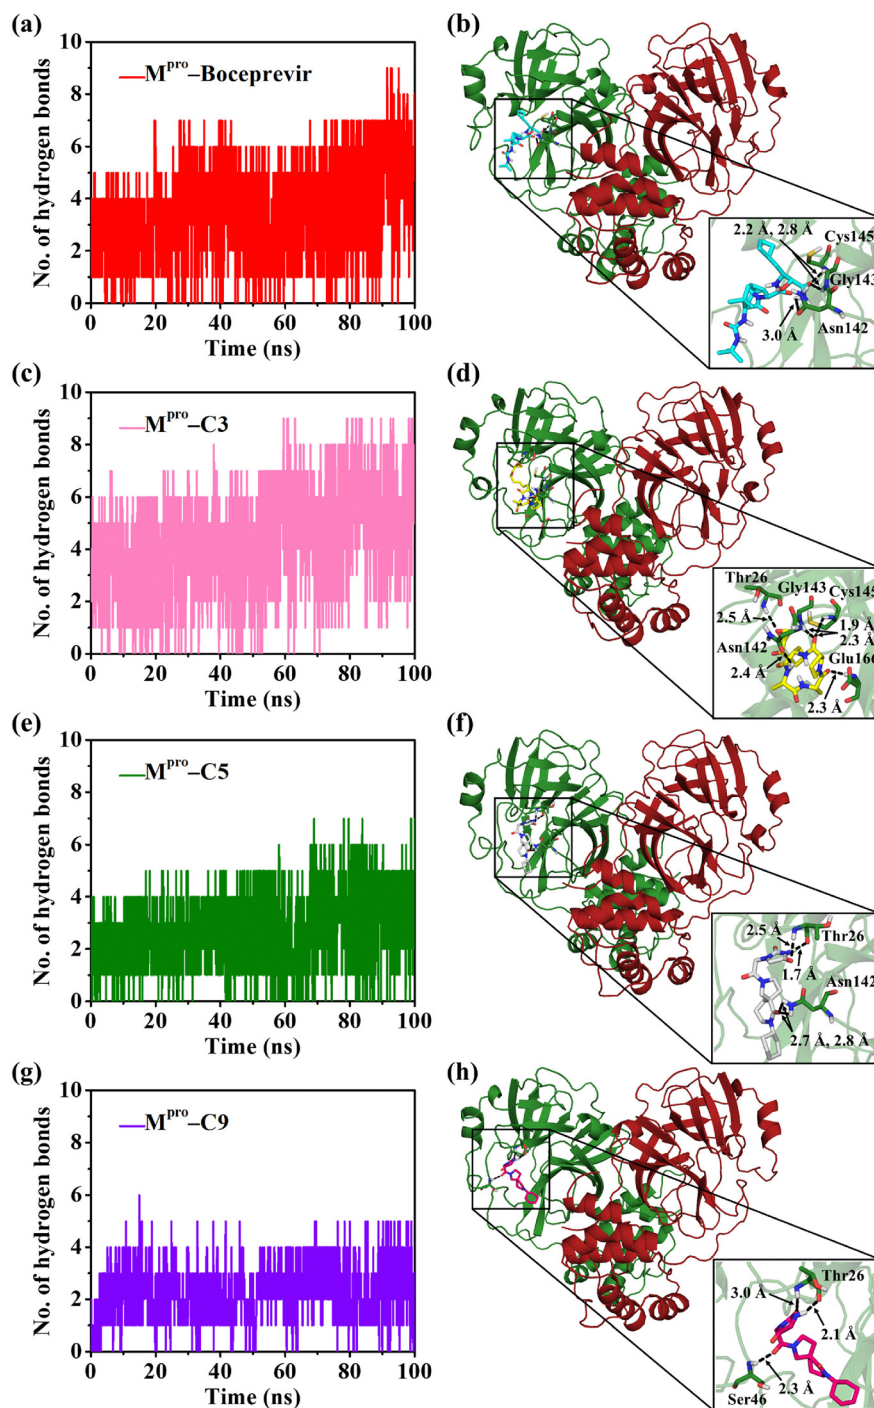 (a)
10
8
6
4
2
0
No. of hydrogen bonds
Mᵖʳᵒ–Boceprevir
0 20 40 60 80 100
Time (ns)
(b)
2.2 Å, 2.8 Å
Cys145
Gly143
3.0 Å
Asn142
(c)
10
8
6
4
2
0
No. of hydrogen bonds
Mᵖʳᵒ–C3
0 20 40 60 80 100
Time (ns)
(d)
Thr26
Gly143
Cys145
2.5 Å
1.9 Å
2.3 Å
Asn142
Glu166
2.4 Å
2.3 Å
(e)
10
8
6
4
2
0
No. of hydrogen bonds
Mᵖʳᵒ–C5
0 20 40 60 80 100
Time (ns)
(f)
2.5 Å
Thr26
1.7 Å
Asn142
2.7 Å, 2.8 Å
(g)
10
8
6
4
2
0
No. of hydrogen bonds
Mᵖʳᵒ–C9
0 20 40 60 80 100
Time (ns)
(h)
Thr26
3.0 Å
2.1 Å
Ser46
2.3 Å